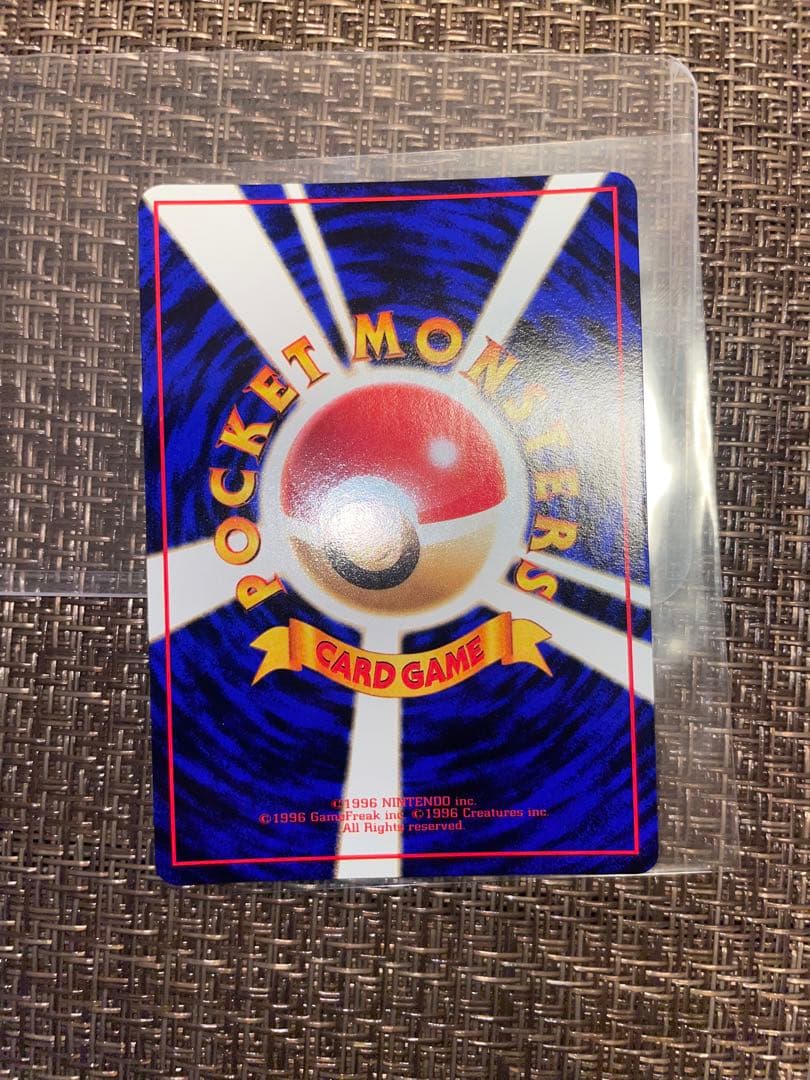 POCKET MONSTERS
CARD GAME
©1996 NINTENDO inc.
©1996 GameFreak inc. ©1996 Creatures inc.
All Rights reserved.